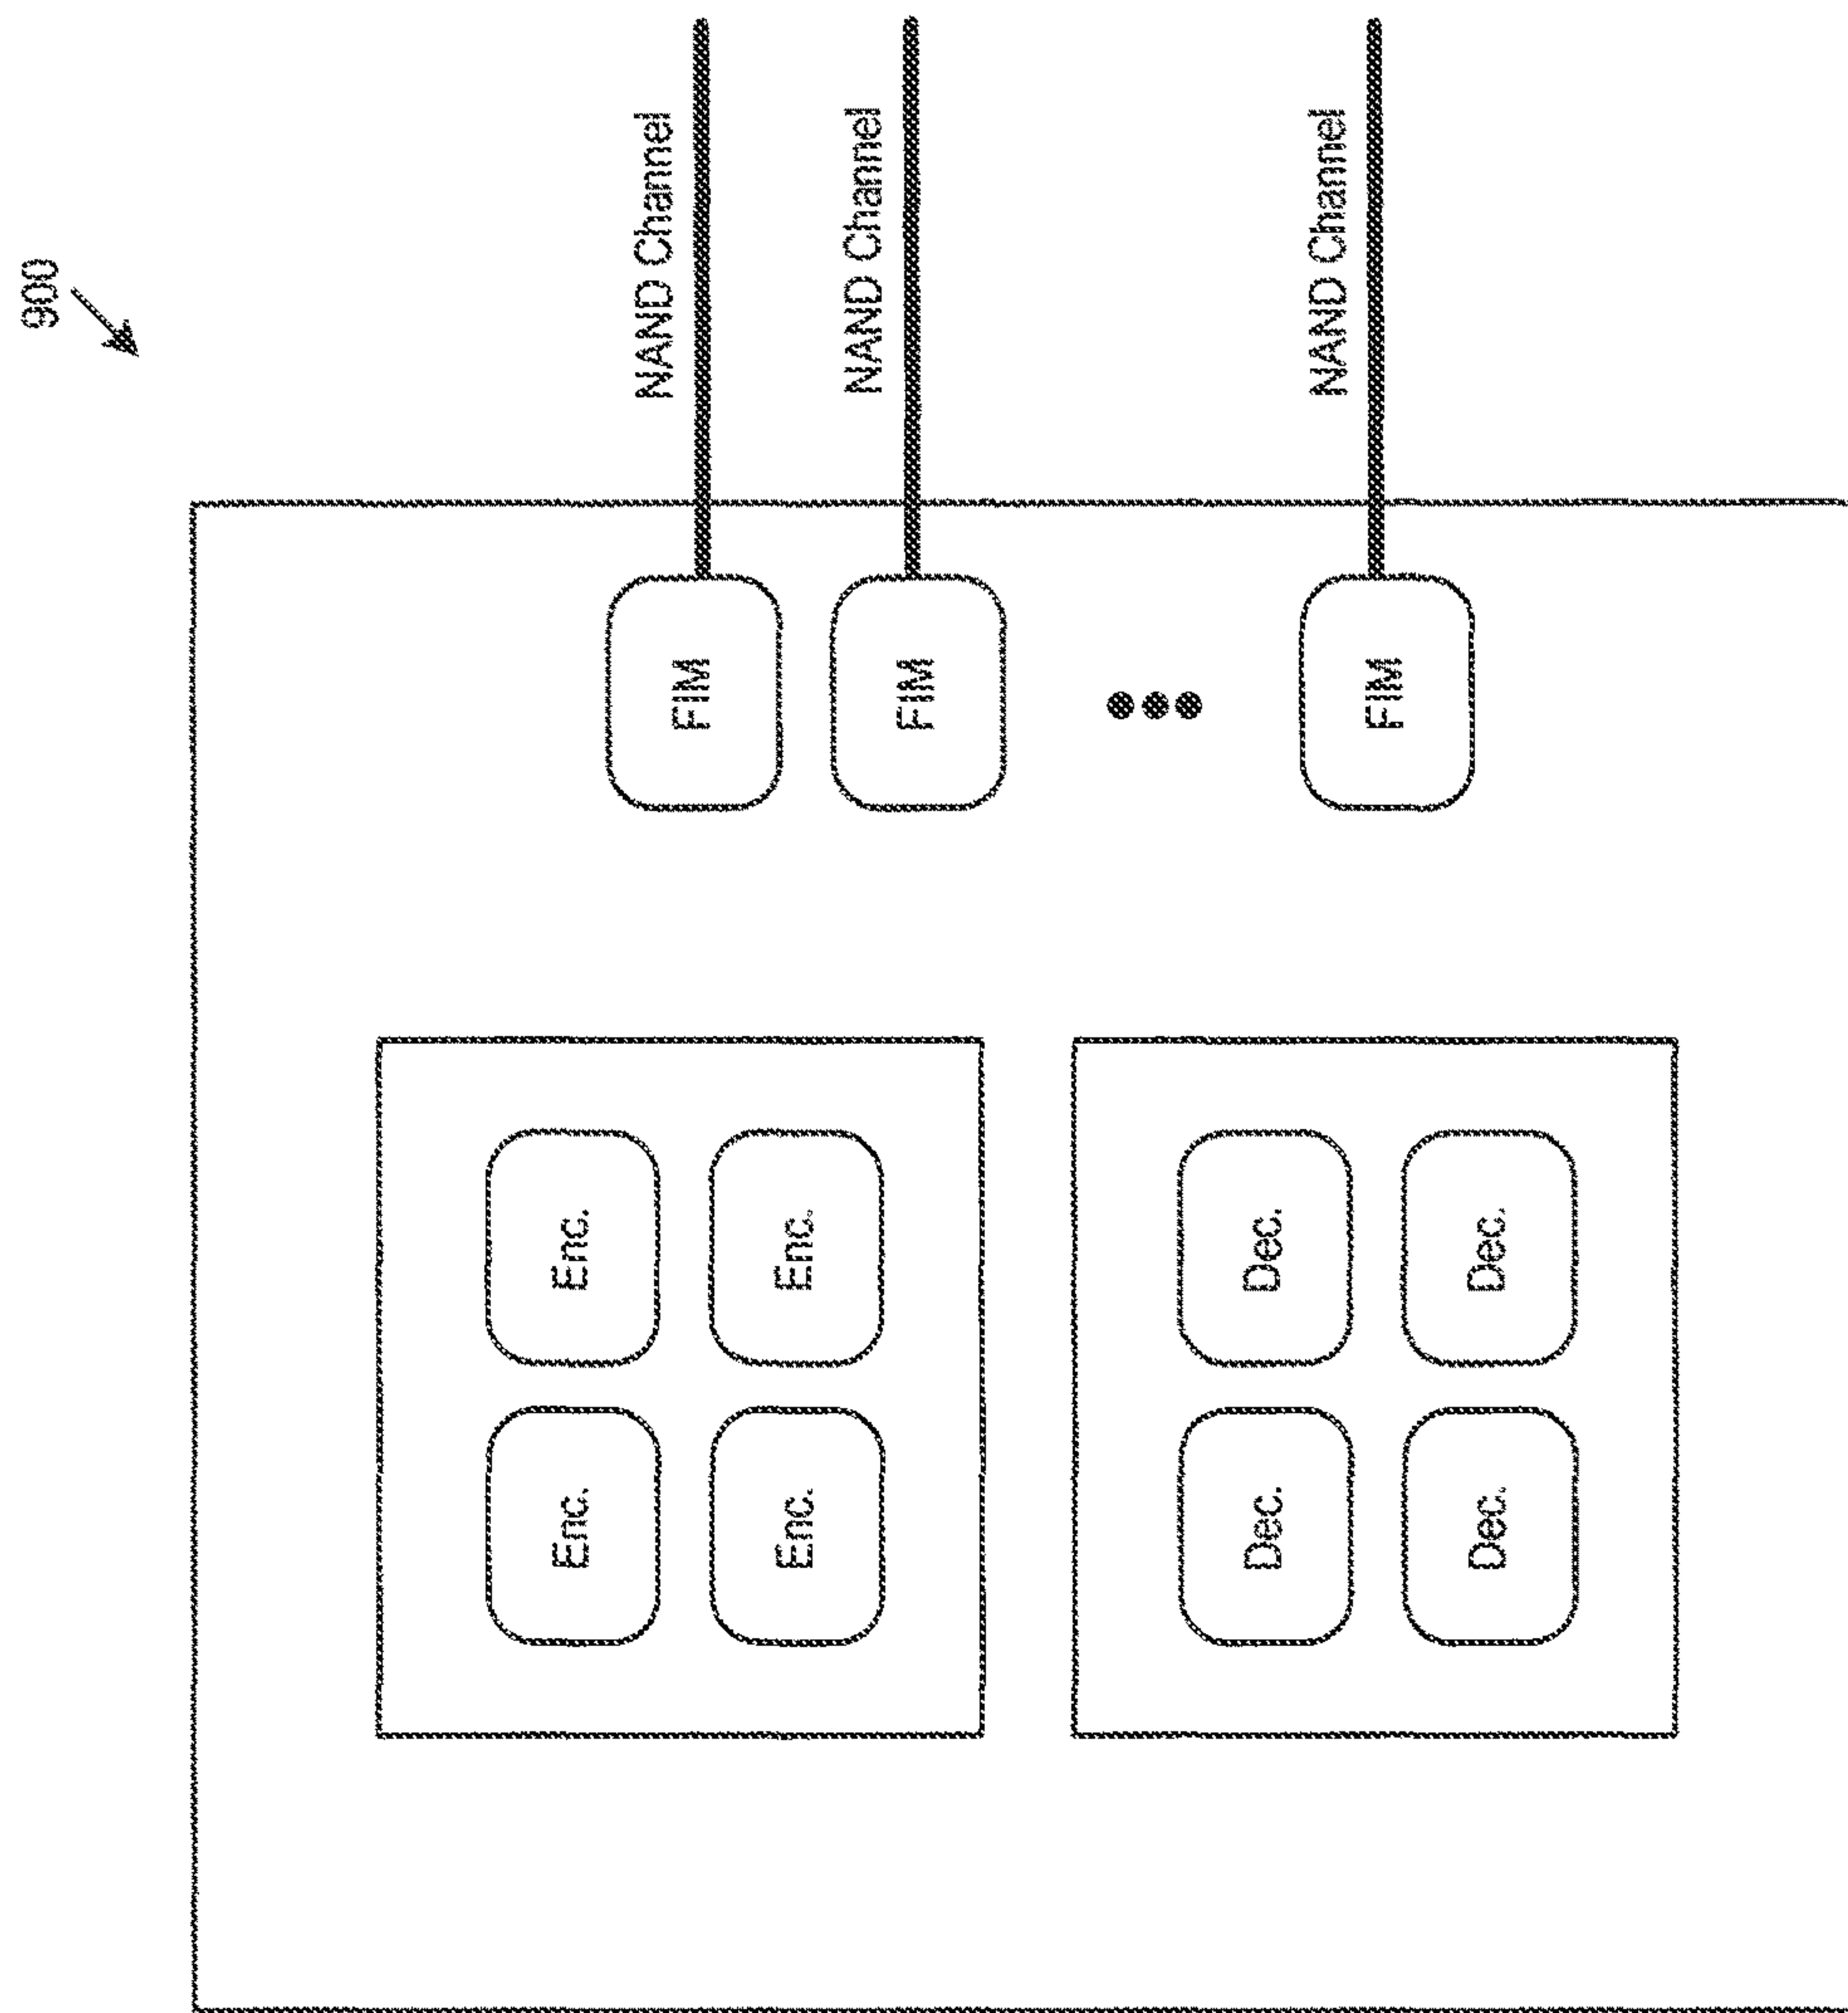 900
NAND Channel
NAND Channel
NAND Channel
FIM
FIM
FIM
Enc.
Enc.
Enc.
Enc.
Dec.
Dec.
Dec.
Dec.